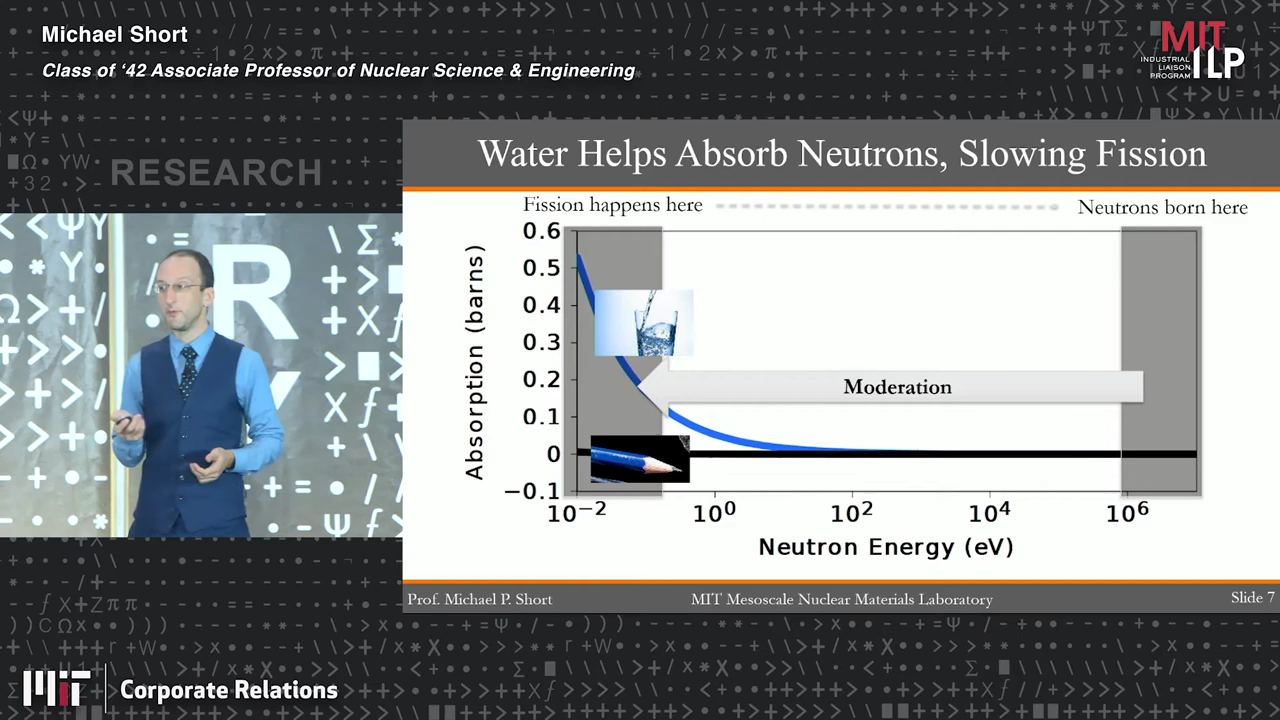 Michael Short
Class of ‘42 Associate Professor of Nuclear Science & Engineering
MIT
INDUSTRIAL
LIAISON
PROGRAM
ILP
RESEARCH
Water Helps Absorb Neutrons, Slowing Fission
Fission happens here
Neutrons born here
0.6
0.5
0.4
0.3
0.2
0.1
0
−0.1
Absorption (barns)
Moderation
10⁻² 10⁰ 10² 10⁴ 10⁶
Neutron Energy (eV)
Prof. Michael P. Short
MIT Mesoscale Nuclear Materials Laboratory
Slide 7
MIT
Corporate Relations